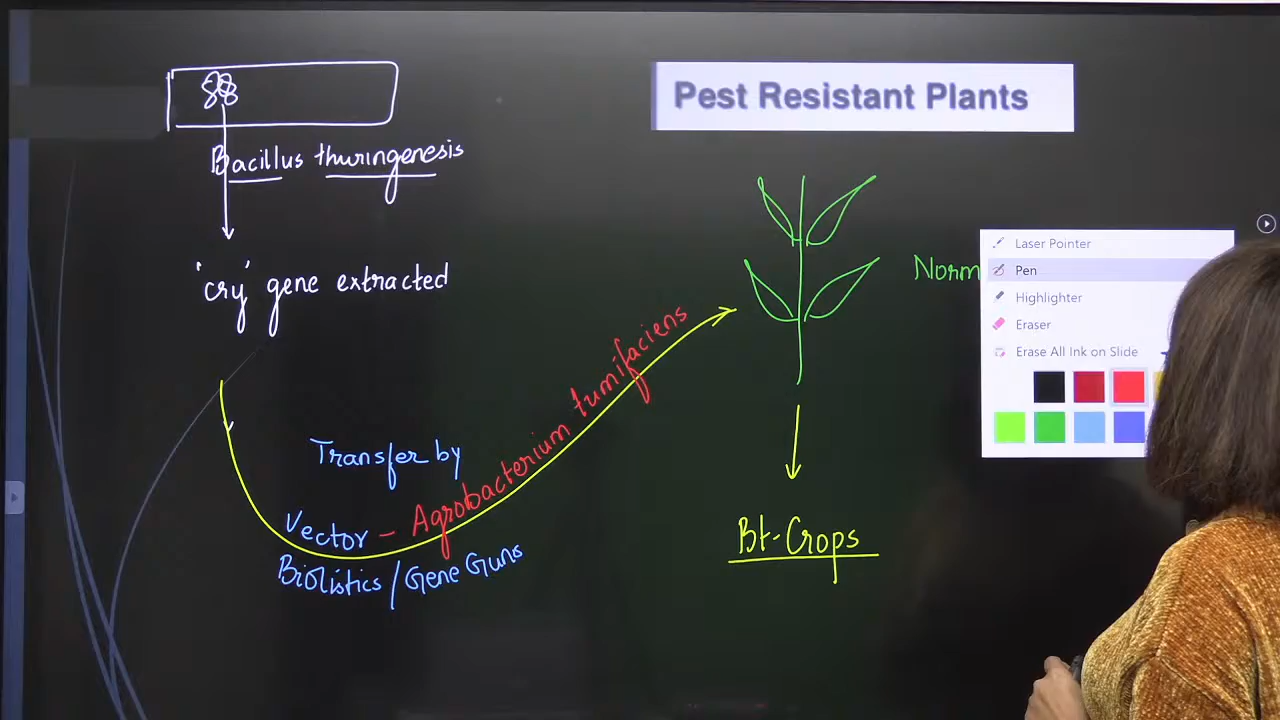 Pest Resistant Plants
Bacillus thuringenesis
'cry' gene extracted
Transfer by
Vector - Agrobacterium tumifaciens
Biolistics / Gene Guns
Norm
Bt-Crops
Laser Pointer
Pen
Highlighter
Eraser
Erase All Ink on Slide